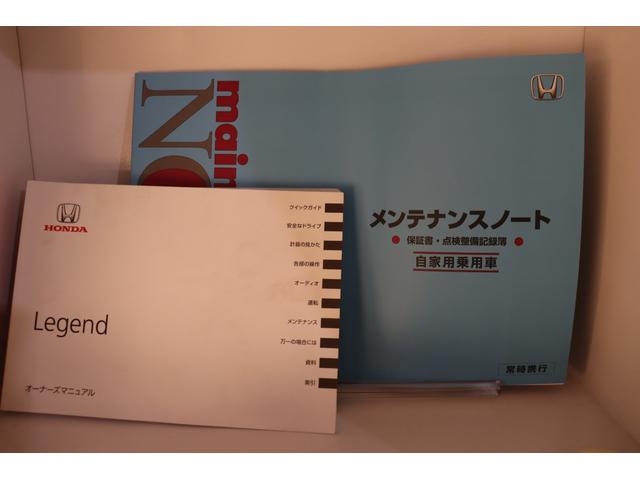 HONDA
Legend
オーナーズマニュアル
クイックガイド
安全なドライブ
計器の見かた
各部の操作
オーディオ
運転
メンテナンス
万一の場合には
資料
索引
main
NO
メンテナンスノート
保証書・点検整備記録簿
自家用乗用車
常時携行